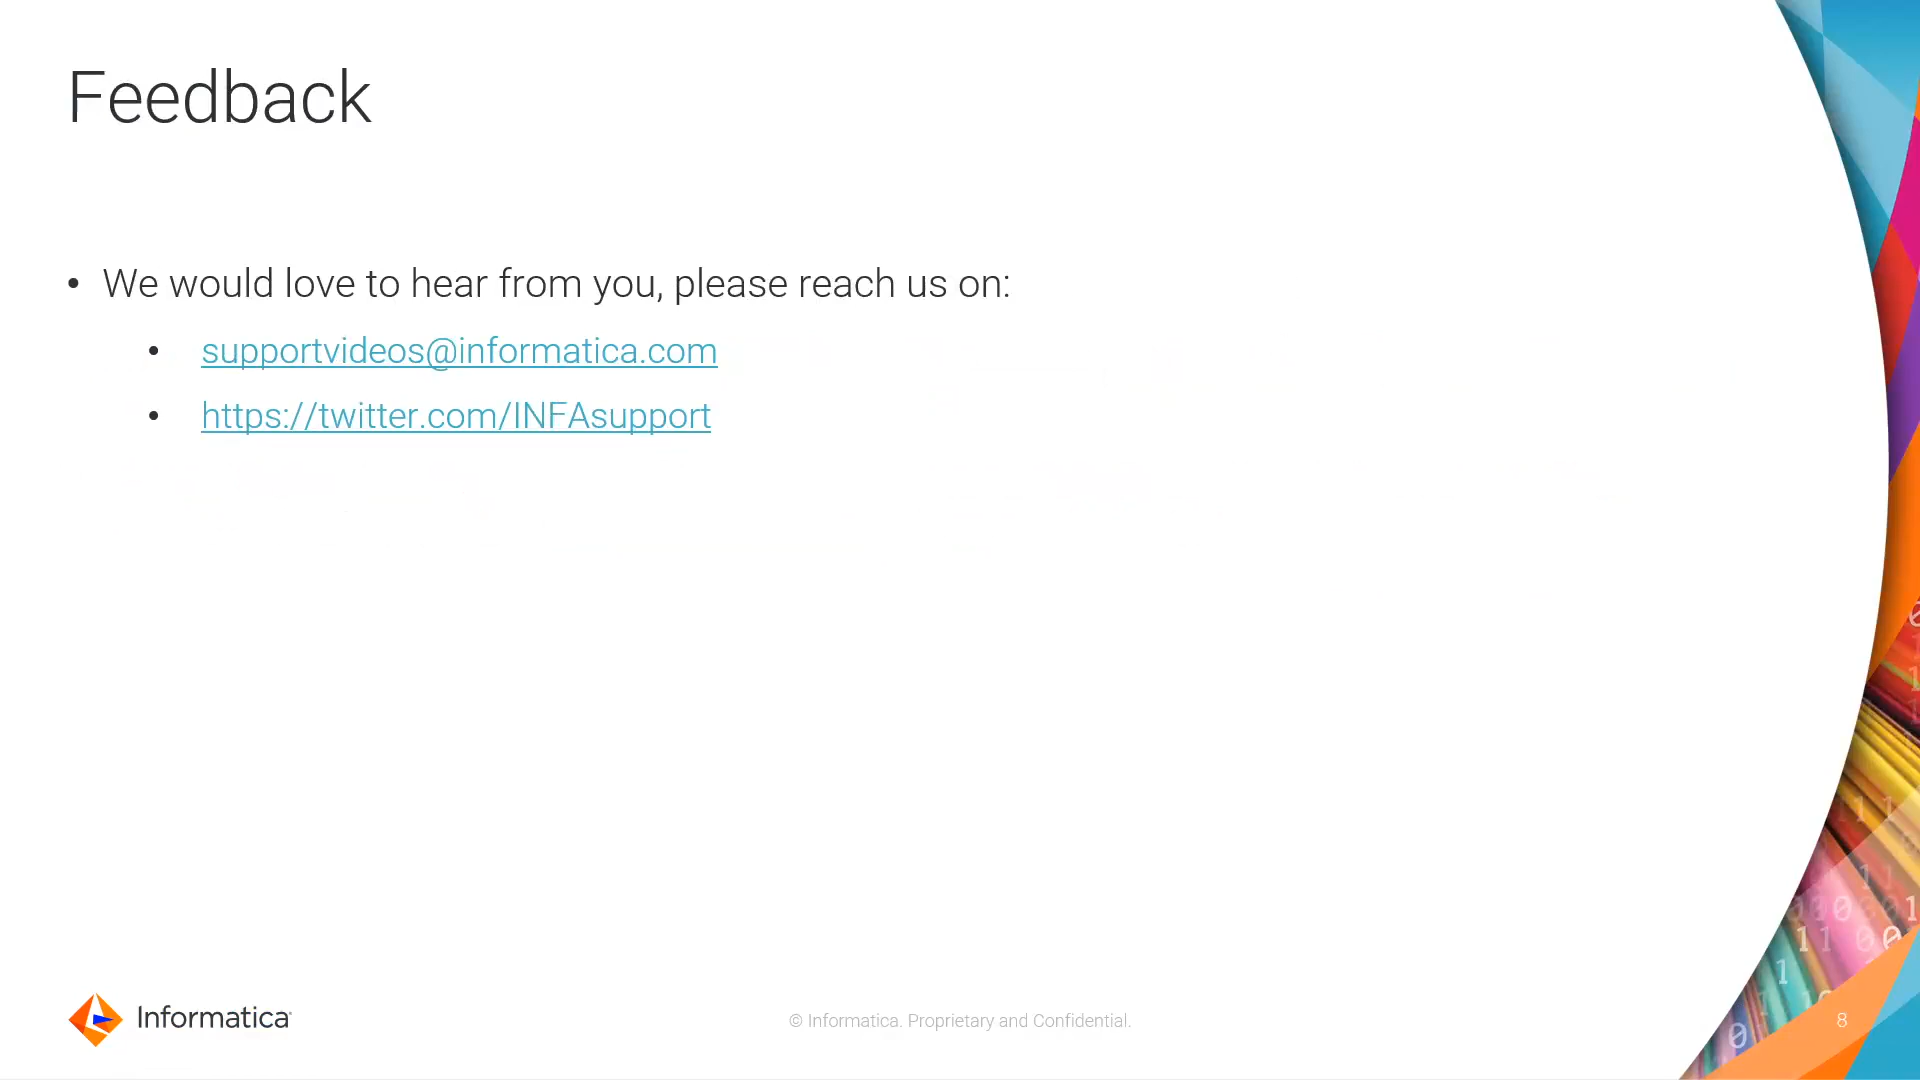 Feedback
• We would love to hear from you, please reach us on:
• supportvideos@informatica.com
• https://twitter.com/INFAsupport
Informatica
© Informatica. Proprietary and Confidential.
8